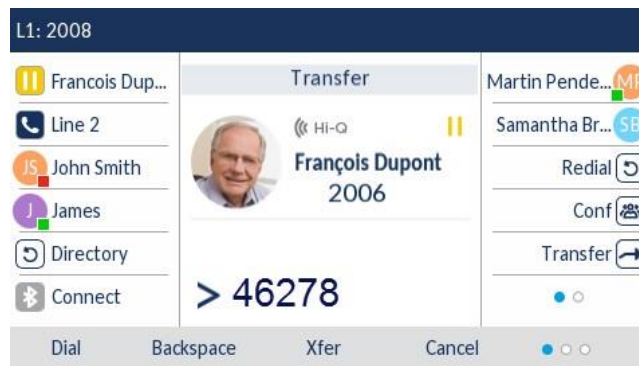 L1: 2008
Francois Dup...
Line 2
JS John Smith
J James
Directory
Connect
Transfer
Hi-Q
François Dupont
2006
> 46278
Martin Pende... MP
Samantha Br... SB
Redial
Conf
Transfer
Dial Backspace Xfer Cancel